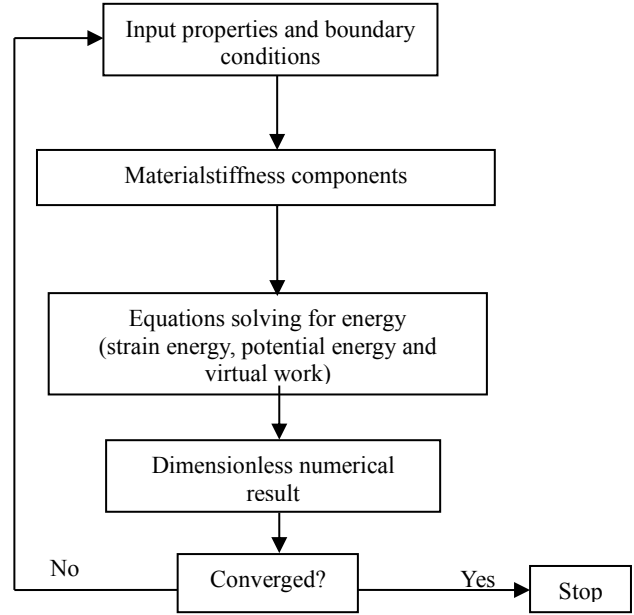 Input properties and boundary
conditions
Materialstiffness components
Equations solving for energy
(strain energy, potential energy and
virtual work)
Dimensionless numerical
result
No
Converged?
Yes
Stop